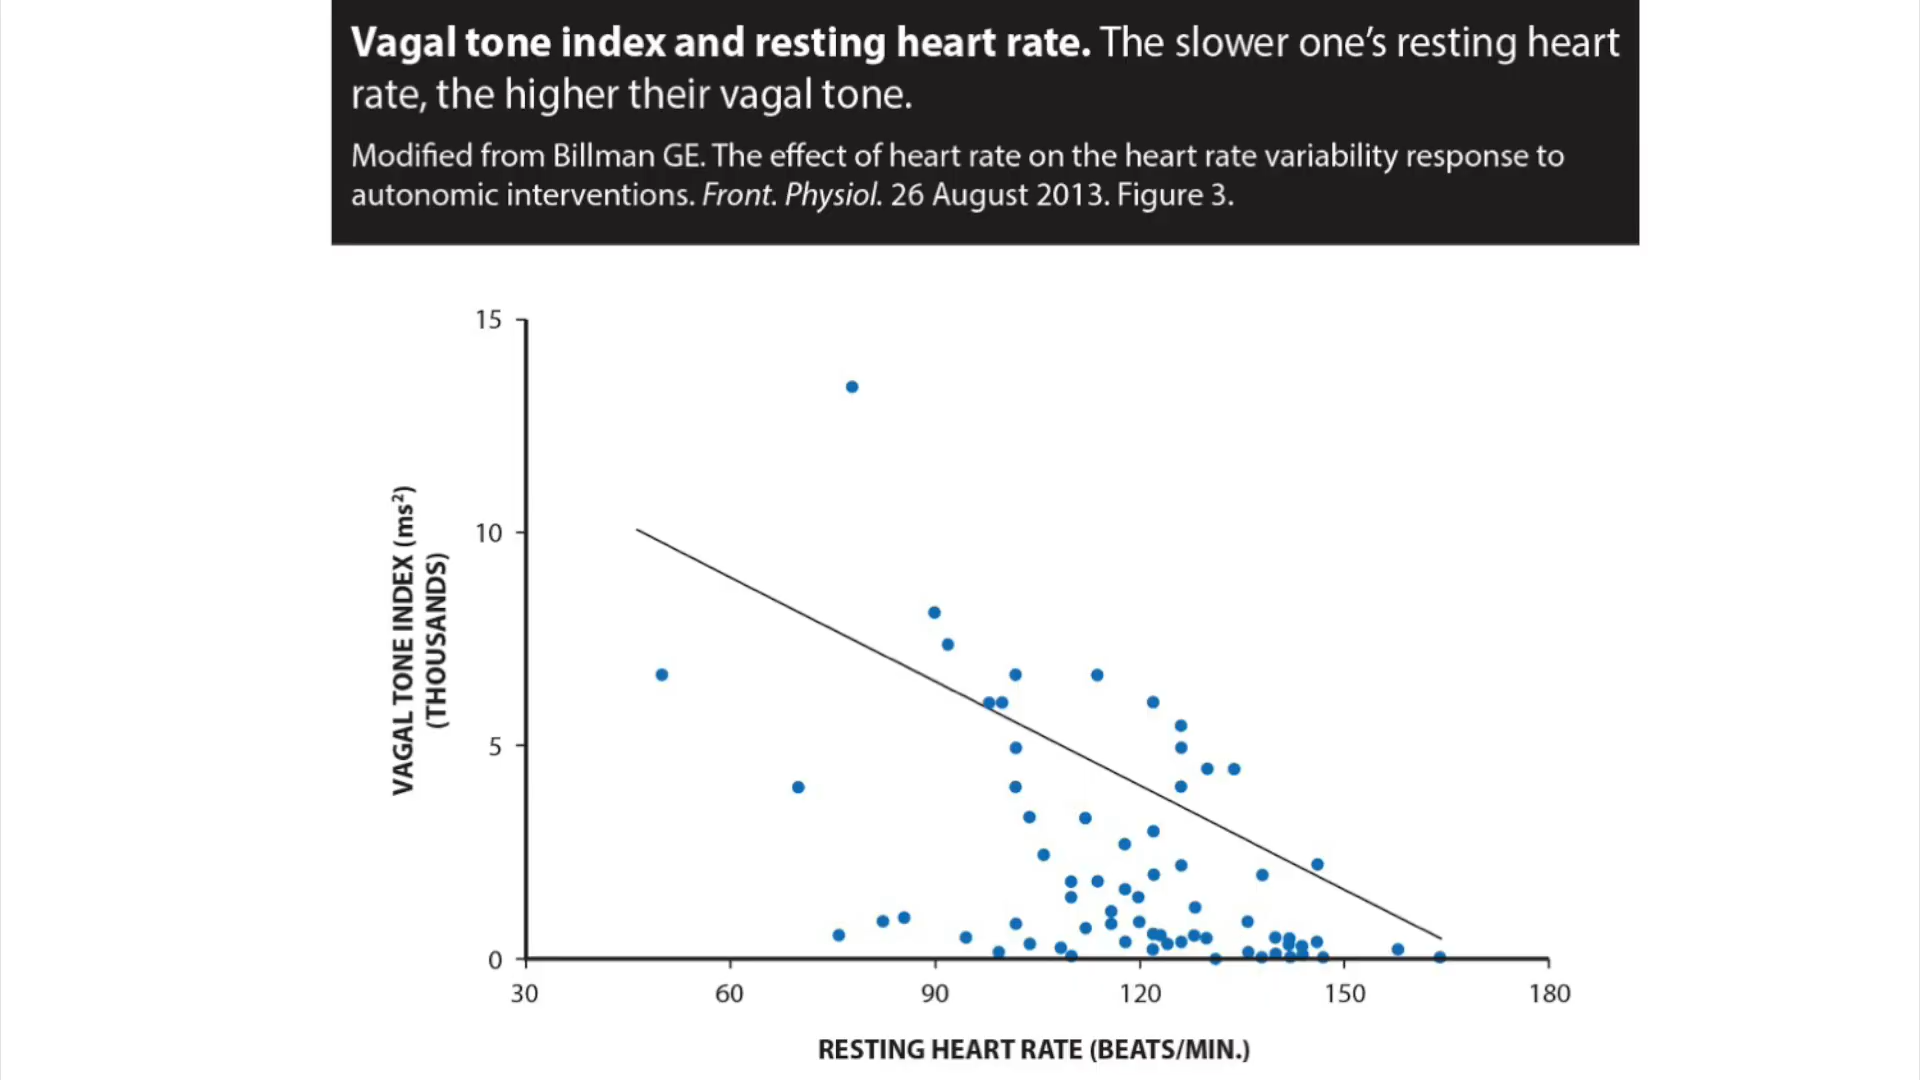 Vagal tone index and resting heart rate. The slower one’s resting heart
rate, the higher their vagal tone.
Modified from Billman GE. The effect of heart rate on the heart rate variability response to
autonomic interventions. Front. Physiol. 26 August 2013. Figure 3.
VAGAL TONE INDEX (ms²)
(THOUSANDS)
15
10
5
0
30 60 90 120 150 180
RESTING HEART RATE (BEATS/MIN.)